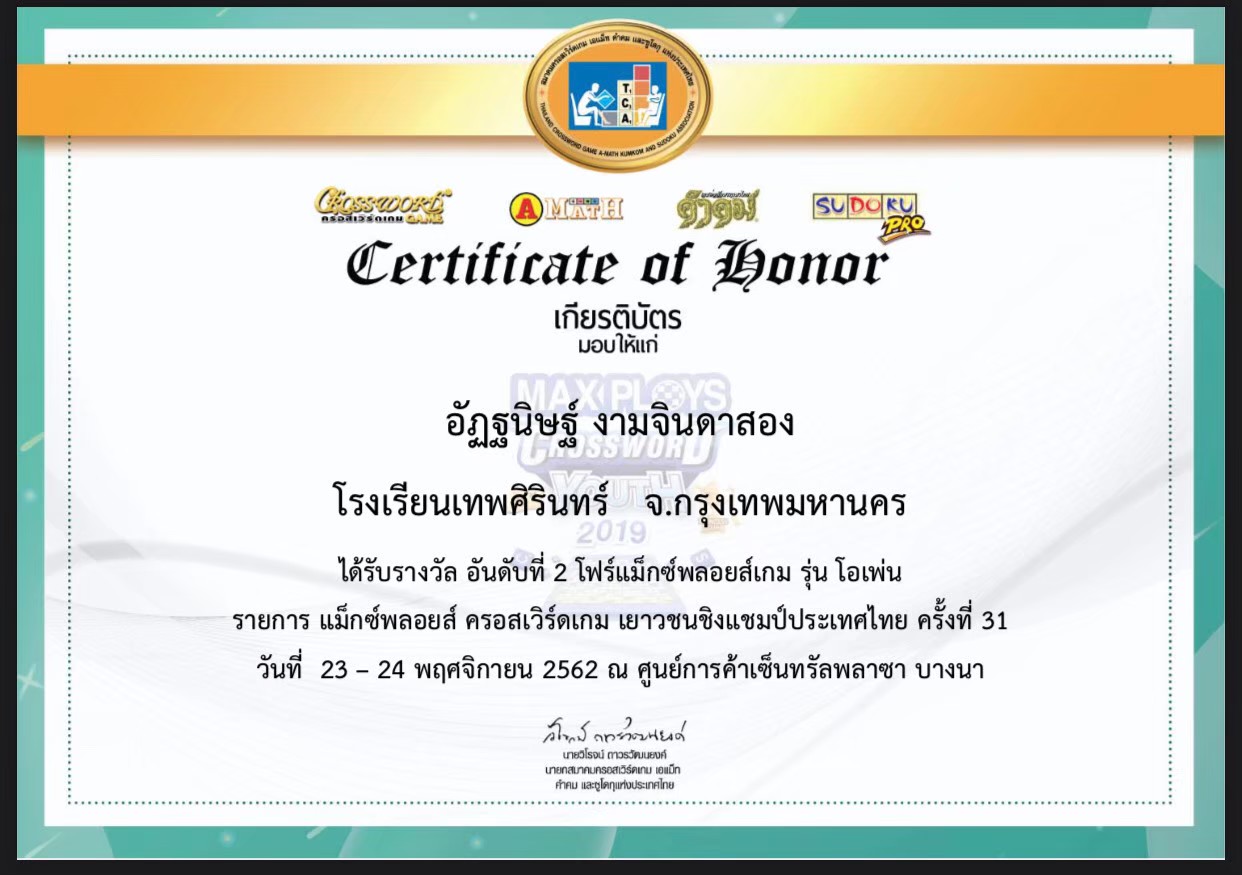 สมาคมครอสเวิร์ดเกม เอแม็ท คำคม และซูโดกุ แห่งประเทศไทย
T.
C.
A.
THAILAND CROSSWORD GAME A-MATH KUMKOM AND SUDOKU ASSOCIATION
CROSSWORD
ครอสเวิร์ดเกม GAME
A MATH
คำคม
SUDOKU
PRO
Certificate of Honor
เกียรติบัตร
มอบให้แก่
MAX PLOYS
อัฏฐนิษฐ์ งามจินดาสอง
CROSSWORD
YOUTH
โรงเรียนเทพศิรินทร์ จ.กรุงเทพมหานคร
2019
ได้รับรางวัล อันดับที่ 2 โฟร์แม็กซ์พลอยส์เกม รุ่น โอเพ่น
รายการ แม็กซ์พลอยส์ ครอสเวิร์ดเกม เยาวชนชิงแชมป์ประเทศไทย ครั้งที่ 31
วันที่ 23 – 24 พฤศจิกายน 2562 ณ ศูนย์การค้าเซ็นทรัลพลาซา บางนา
นายวิโรจน์ ถาวรวัฒนยงค์
นายกสมาคมครอสเวิร์ดเกม เอแม็ท
คำคม และซูโดกุแห่งประเทศไทย